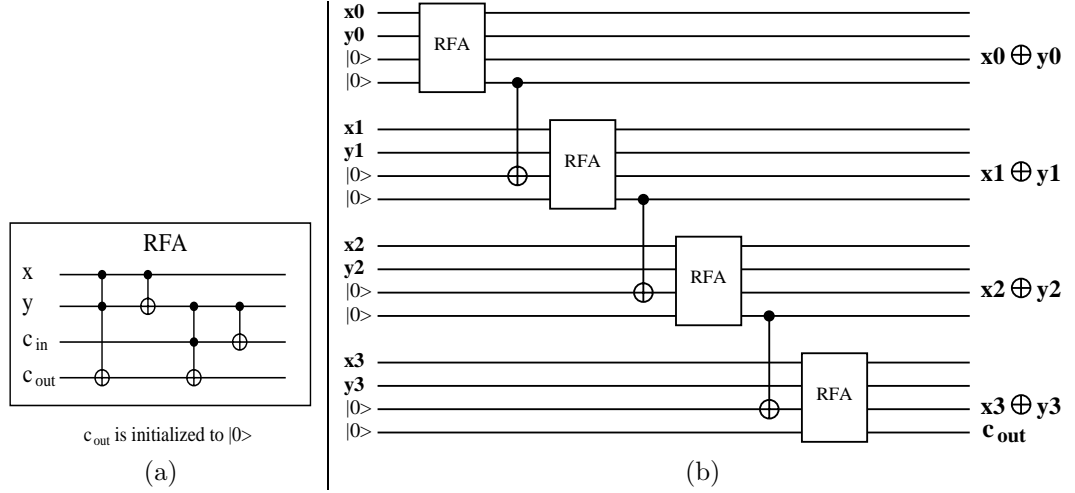 RFA
x
y
c in
c out
c out is initialized to |0>
(a)
x0
y0
|0>
|0>
RFA
x0 ⊕ y0
x1
y1
|0>
|0>
RFA
x1 ⊕ y1
x2
y2
|0>
|0>
RFA
x2 ⊕ y2
x3
y3
|0>
|0>
RFA
x3 ⊕ y3
c out
(b)